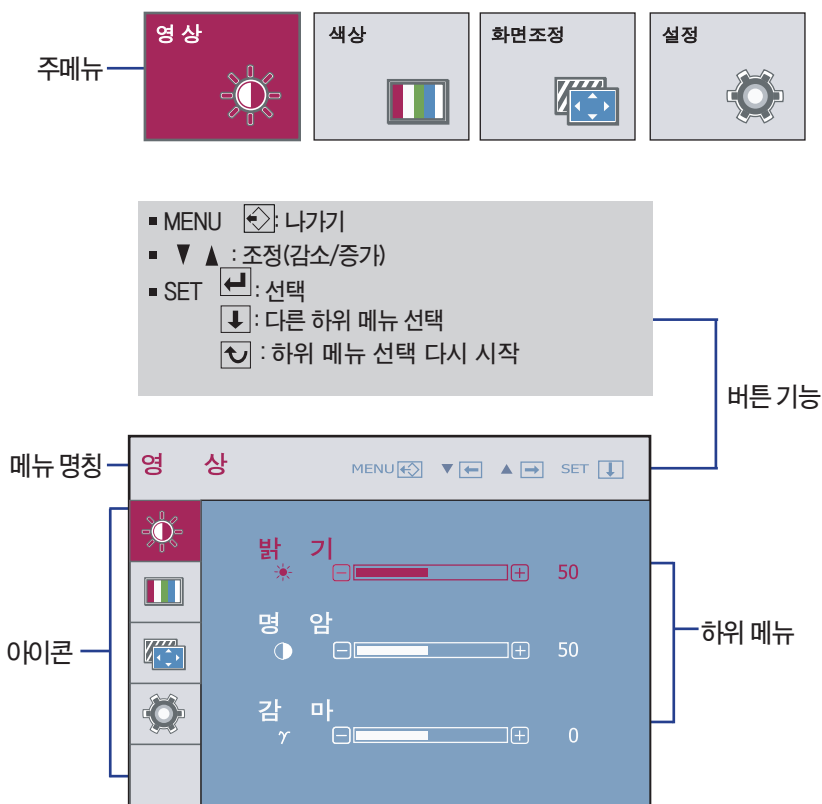 영 상
색상
화면조정
설정
주메뉴
▪ MENU : 나가기
▪ ▼ ▲ : 조정(감소/증가)
▪ SET : 선택
: 다른 하위 메뉴 선택
: 하위 메뉴 선택 다시 시작
버튼 기능
메뉴 명칭
영 상
MENU ▼ ▲ SET
밝 기
50
명 암
50
아이콘
하위 메뉴
감 마
γ
0